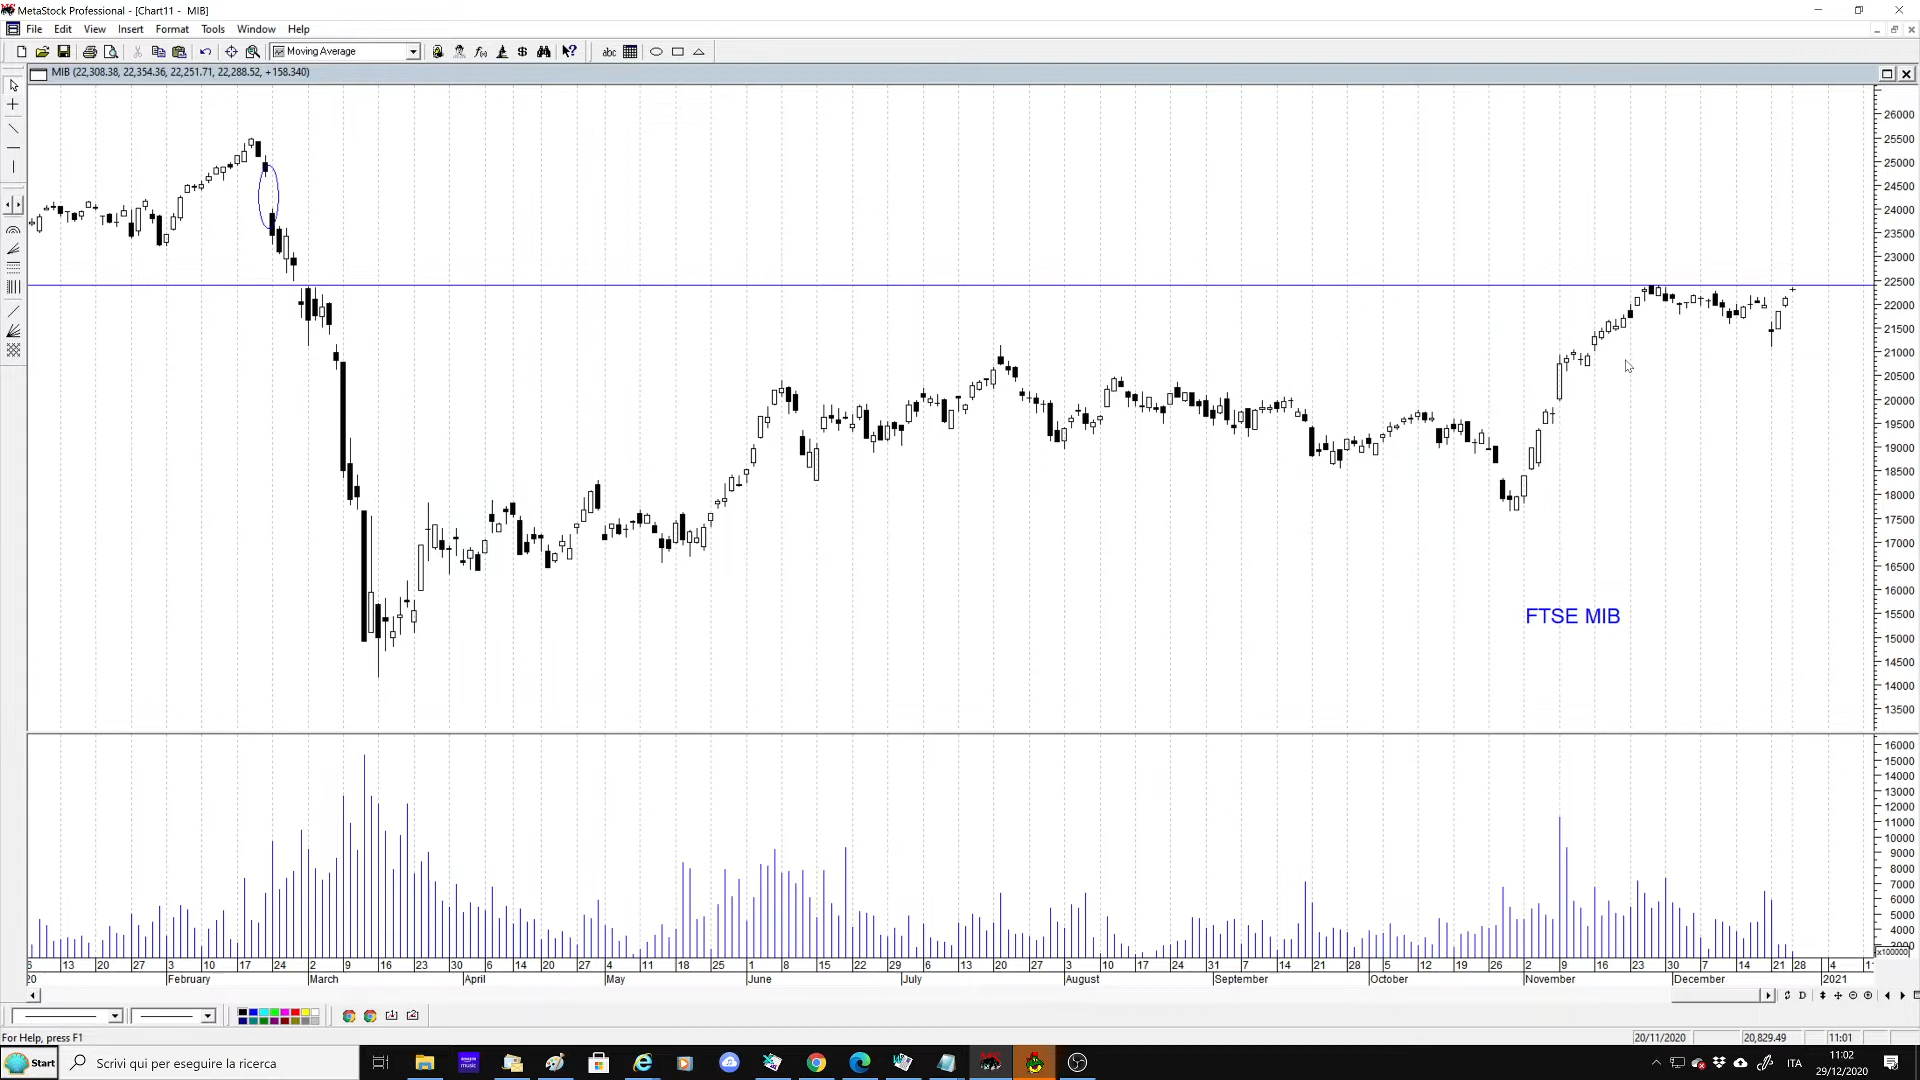 MetaStock Professional - [Chart11 - MIB]
File Edit View Insert Format Tools Window Help
Moving Average
abc
MIB (22,308.38, 22,354.36, 22,251.71, 22,288.52, +158.340)
26000
25500
25000
24500
24000
23500
23000
22500
22000
21500
21000
20500
20000
19500
19000
18500
18000
17500
17000
16500
16000
15500
15000
14500
14000
13500
FTSE MIB
16000
15000
14000
13000
12000
11000
10000
9000
8000
7000
6000
5000
4000
3000
x100000
6 13 20 27 3 10 17 24 2 9 16 23 30 6 14 20 27 4 11 18 25 1 8 15 22 29 6 13 20 27 3 10 17 24 31 7 14 21 28 5 12 19 26 2 9 16 23 30 7 14 21 28 4
20 February March April May June July August September October November December 2021
D
For Help, press F1
20/11/2020 20,829.49 11:01
Start
Scrivi qui per eseguire la ricerca
ITA
11:02
29/12/2020